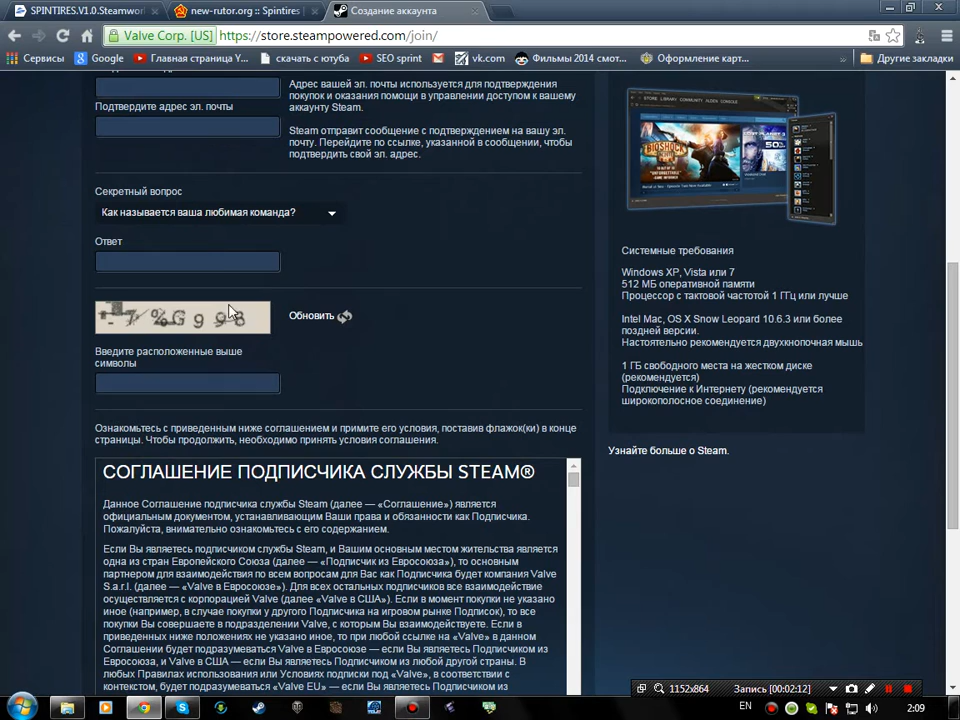 SPINTIRES.V1.0.Steamwor
new-rutor.org :: Spintires
Создание аккаунта
Valve Corp. [US]
https://store.steampowered.com/join/
Сервисы
Google
Главная страница Y...
скачать с ютуба
SEO sprint
vk.com
Фильмы 2014 смот...
Оформление карт...
Другие закладки
Адрес вашей эл. почты используется для подтверждения
покупок и оказания помощи в управлении доступом к вашему
аккаунту Steam.
Подтвердите адрес эл. почты
Steam отправит сообщение с подтверждением на вашу эл.
почту. Перейдите по ссылке, указанной в сообщении, чтобы
подтвердить свой эл. адрес.
Секретный вопрос
Как называется ваша любимая команда?
Ответ
Обновить
Введите расположенные выше
символы
Ознакомьтесь с приведенным ниже соглашением и примите его условия, поставив флажок(ки) в конце
страницы. Чтобы продолжить, необходимо принять условия соглашения.
СОГЛАШЕНИЕ ПОДПИСЧИКА СЛУЖБЫ STEAM®
Данное Соглашение подписчика службы Steam (далее — «Соглашение») является
официальным документом, устанавливающим Ваши права и обязанности как Подписчика.
Пожалуйста, внимательно ознакомьтесь с его содержанием.
Если Вы являетесь подписчиком службы Steam, и Вашим основным местом жительства является
одна из стран Европейского Союза (далее — «Подписчик из Евросоюза»), то основным
партнером для взаимодействия по всем вопросам для Вас как Подписчика будет компания Valve
S.a.r.l. (далее — «Valve в Евросоюзе»). Для всех остальных подписчиков все взаимодействие
осуществляется с корпорацией Valve (далее «Valve в США»). Если в момент покупки не указано
иное (например, в случае покупки у другого Подписчика на игровом рынке Подписок), то все
покупки Вы совершаете в подразделении Valve, с которым Вы взаимодействуете. Если в
приведенных ниже положениях не указано иное, то при любой ссылке на «Valve» в данном
Соглашении будет подразумеваться Valve в Евросоюзе — если Вы являетесь Подписчиком из
Евросоюза, и Valve в США — если Вы являетесь Подписчиком из любой другой страны. В
любых Правилах использования или Условиях подписки под «Valve», в соответствии с
контекстом, будет подразумеваться «Valve EU» — если Вы являетесь Подписчиком из
STORE LIBRARY COMMUNITY ALDEN CONSOLE
BIOSHOCK
50%
Системные требования
Windows XP, Vista или 7
512 МБ оперативной памяти
Процессор с тактовой частотой 1 ГГц или лучше
Intel Mac, OS X Snow Leopard 10.6.3 или более
поздней версии.
Настоятельно рекомендуется двухкнопочная мышь
1 ГБ свободного места на жестком диске
(рекомендуется)
Подключение к Интернету (рекомендуется
широкополосное соединение)
Узнайте больше о Steam.
1152x864
Запись [00:02:12]
EN
2:09